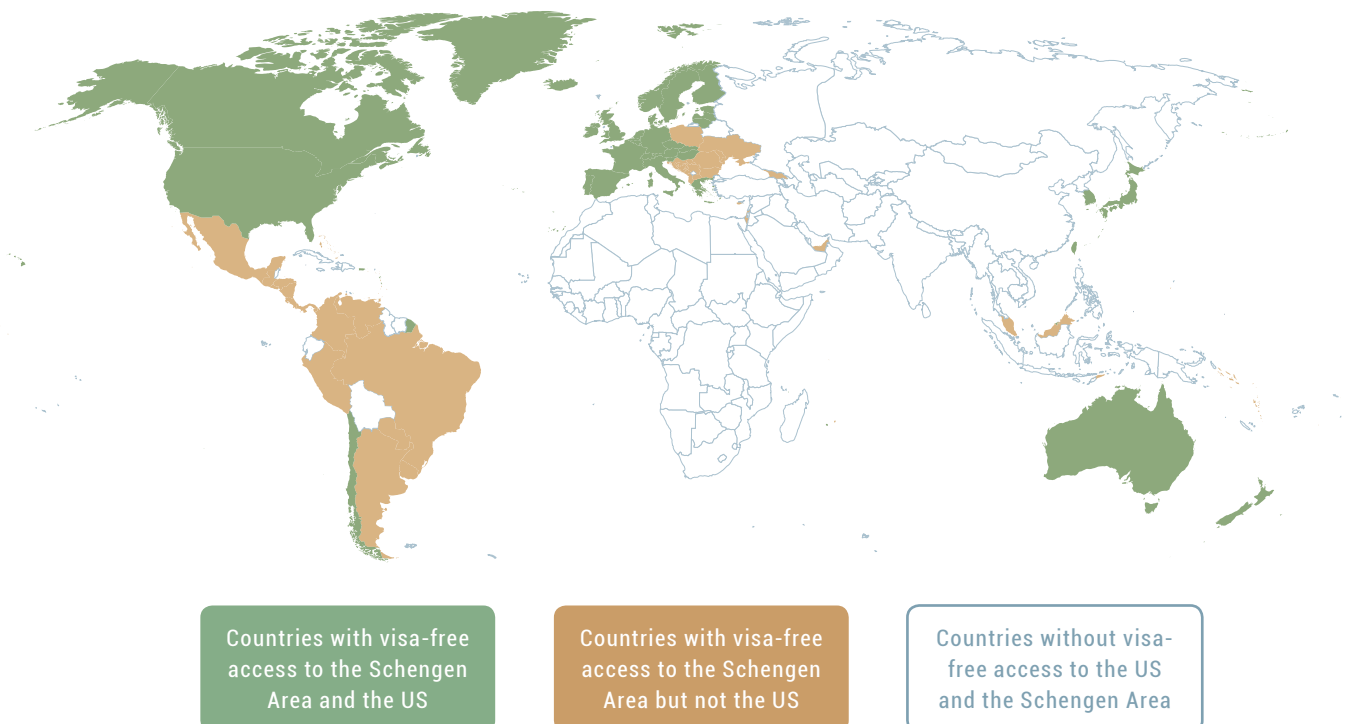 Countries with visa-free
access to the Schengen
Area and the US
Countries with visa-free
access to the Schengen
Area but not the US
Countries without visa-
free access to the US
and the Schengen Area